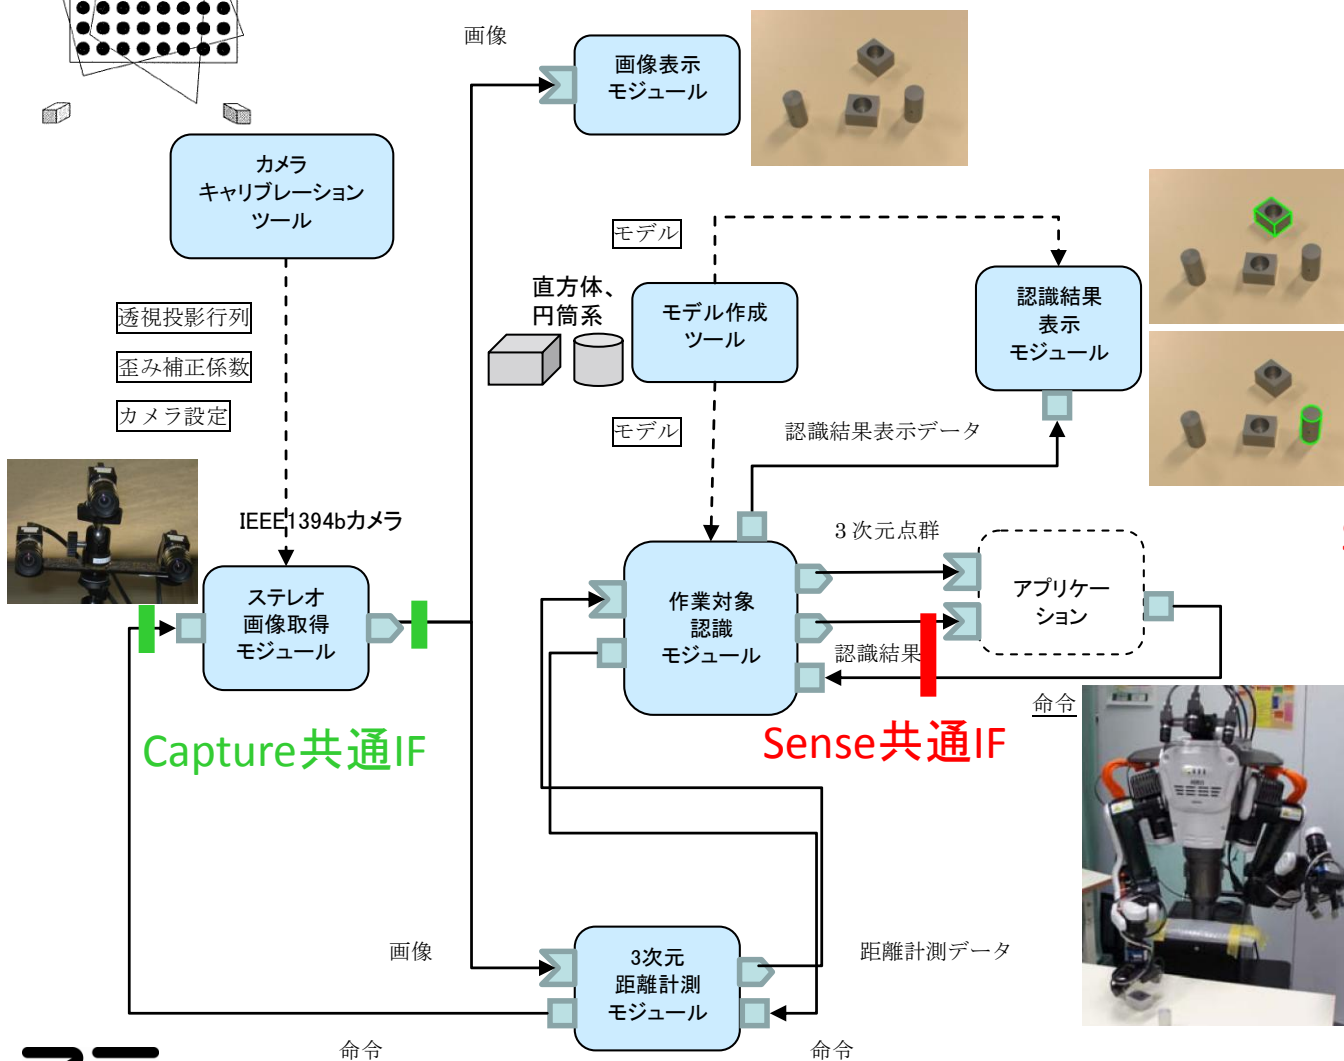 画像
画像表示
モジュール
カメラ
キャリブレーション
ツール
モデル
直方体、
円筒系
モデル作成
ツール
認識結果
表示
モジュール
透視投影行列
歪み補正係数
カメラ設定
モデル
認識結果表示データ
IEEE1394bカメラ
3次元点群
ステレオ
画像取得
モジュール
作業対象
認識
モジュール
アプリケー
ション
認識結果
命令
Capture共通IF
Sense共通IF
画像
3次元
距離計測
モジュール
距離計測データ
命令
命令